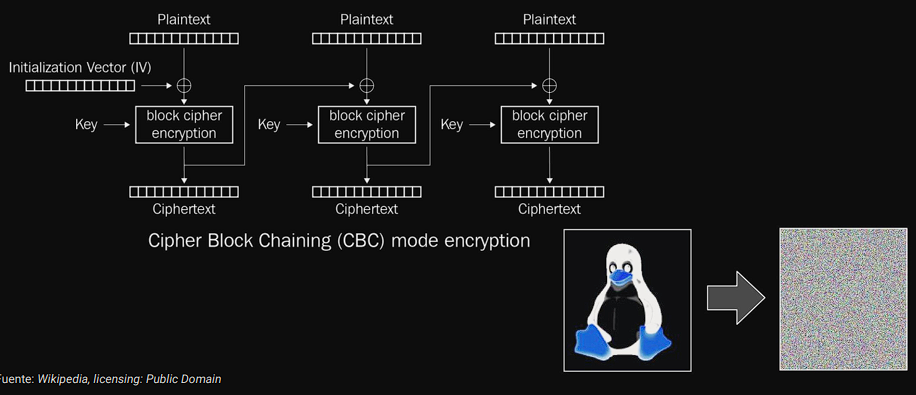 Plaintext
Plaintext
Plaintext
Initialization Vector (IV)
Key
block cipher
encryption
Key
block cipher
encryption
Key
block cipher
encryption
Ciphertext
Ciphertext
Ciphertext
Cipher Block Chaining (CBC) mode encryption
uente: Wikipedia, licensing: Public Domain